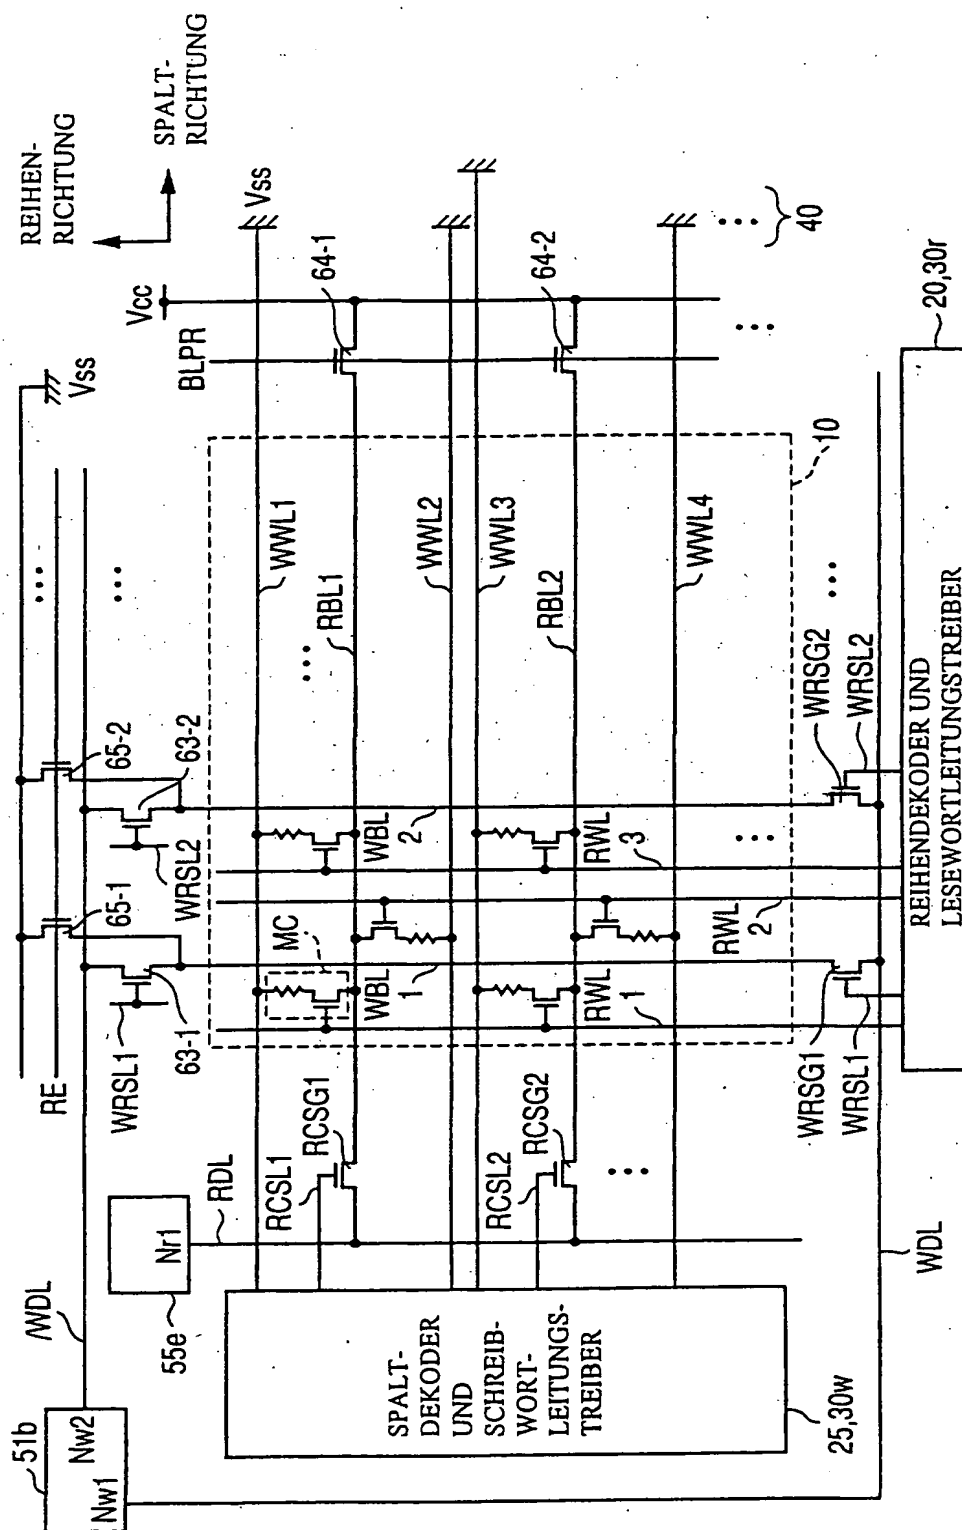 REIHEN-
RICHTUNG
SPALT-
RICHTUNG
Vss
40
Vcc
BLPR
64-1
64-2
20,30r
Vss
10
WWL1
RBL1
WWL2
WWL3
RBL2
WWL4
WRSG2
WRSL2
REIHENDEKODER UND
LESEWORTLEITUNGSTREIBER
65-2
63-2
WRSL2
65-1
WBL
2
RWL
3
MC
WBL
1
RWL
2
RWL
1
63-1
WRSL1
RE
WRSG1
WRSL1
RCSG1
RCSL1
RCSG2
RCSL2
RDL
Nr1
55e
/WDL
WDL
SPALT-
DEKODER
UND
SCHREIB-
WORT-
LEITUNGS-
TREIBER
25,30w
51b
Nw2
Nw1